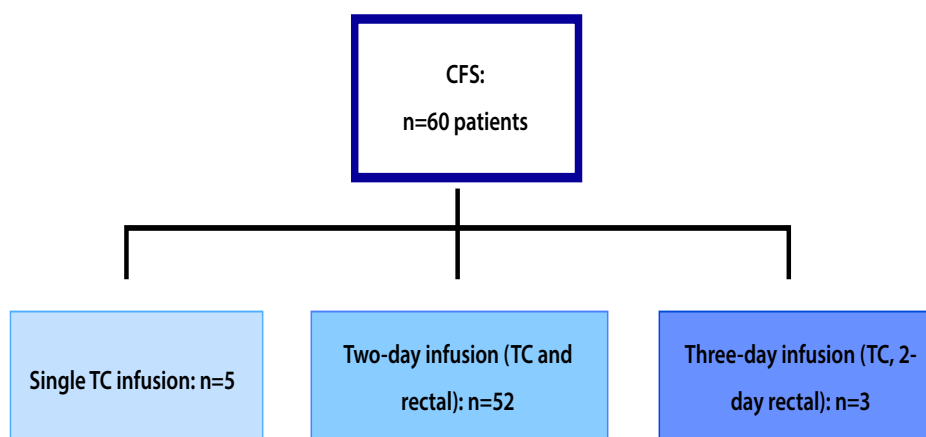 CFS:
n=60 patients
Single TC infusion: n=5
Two-day infusion (TC and
rectal): n=52
Three-day infusion (TC, 2-
day rectal): n=3